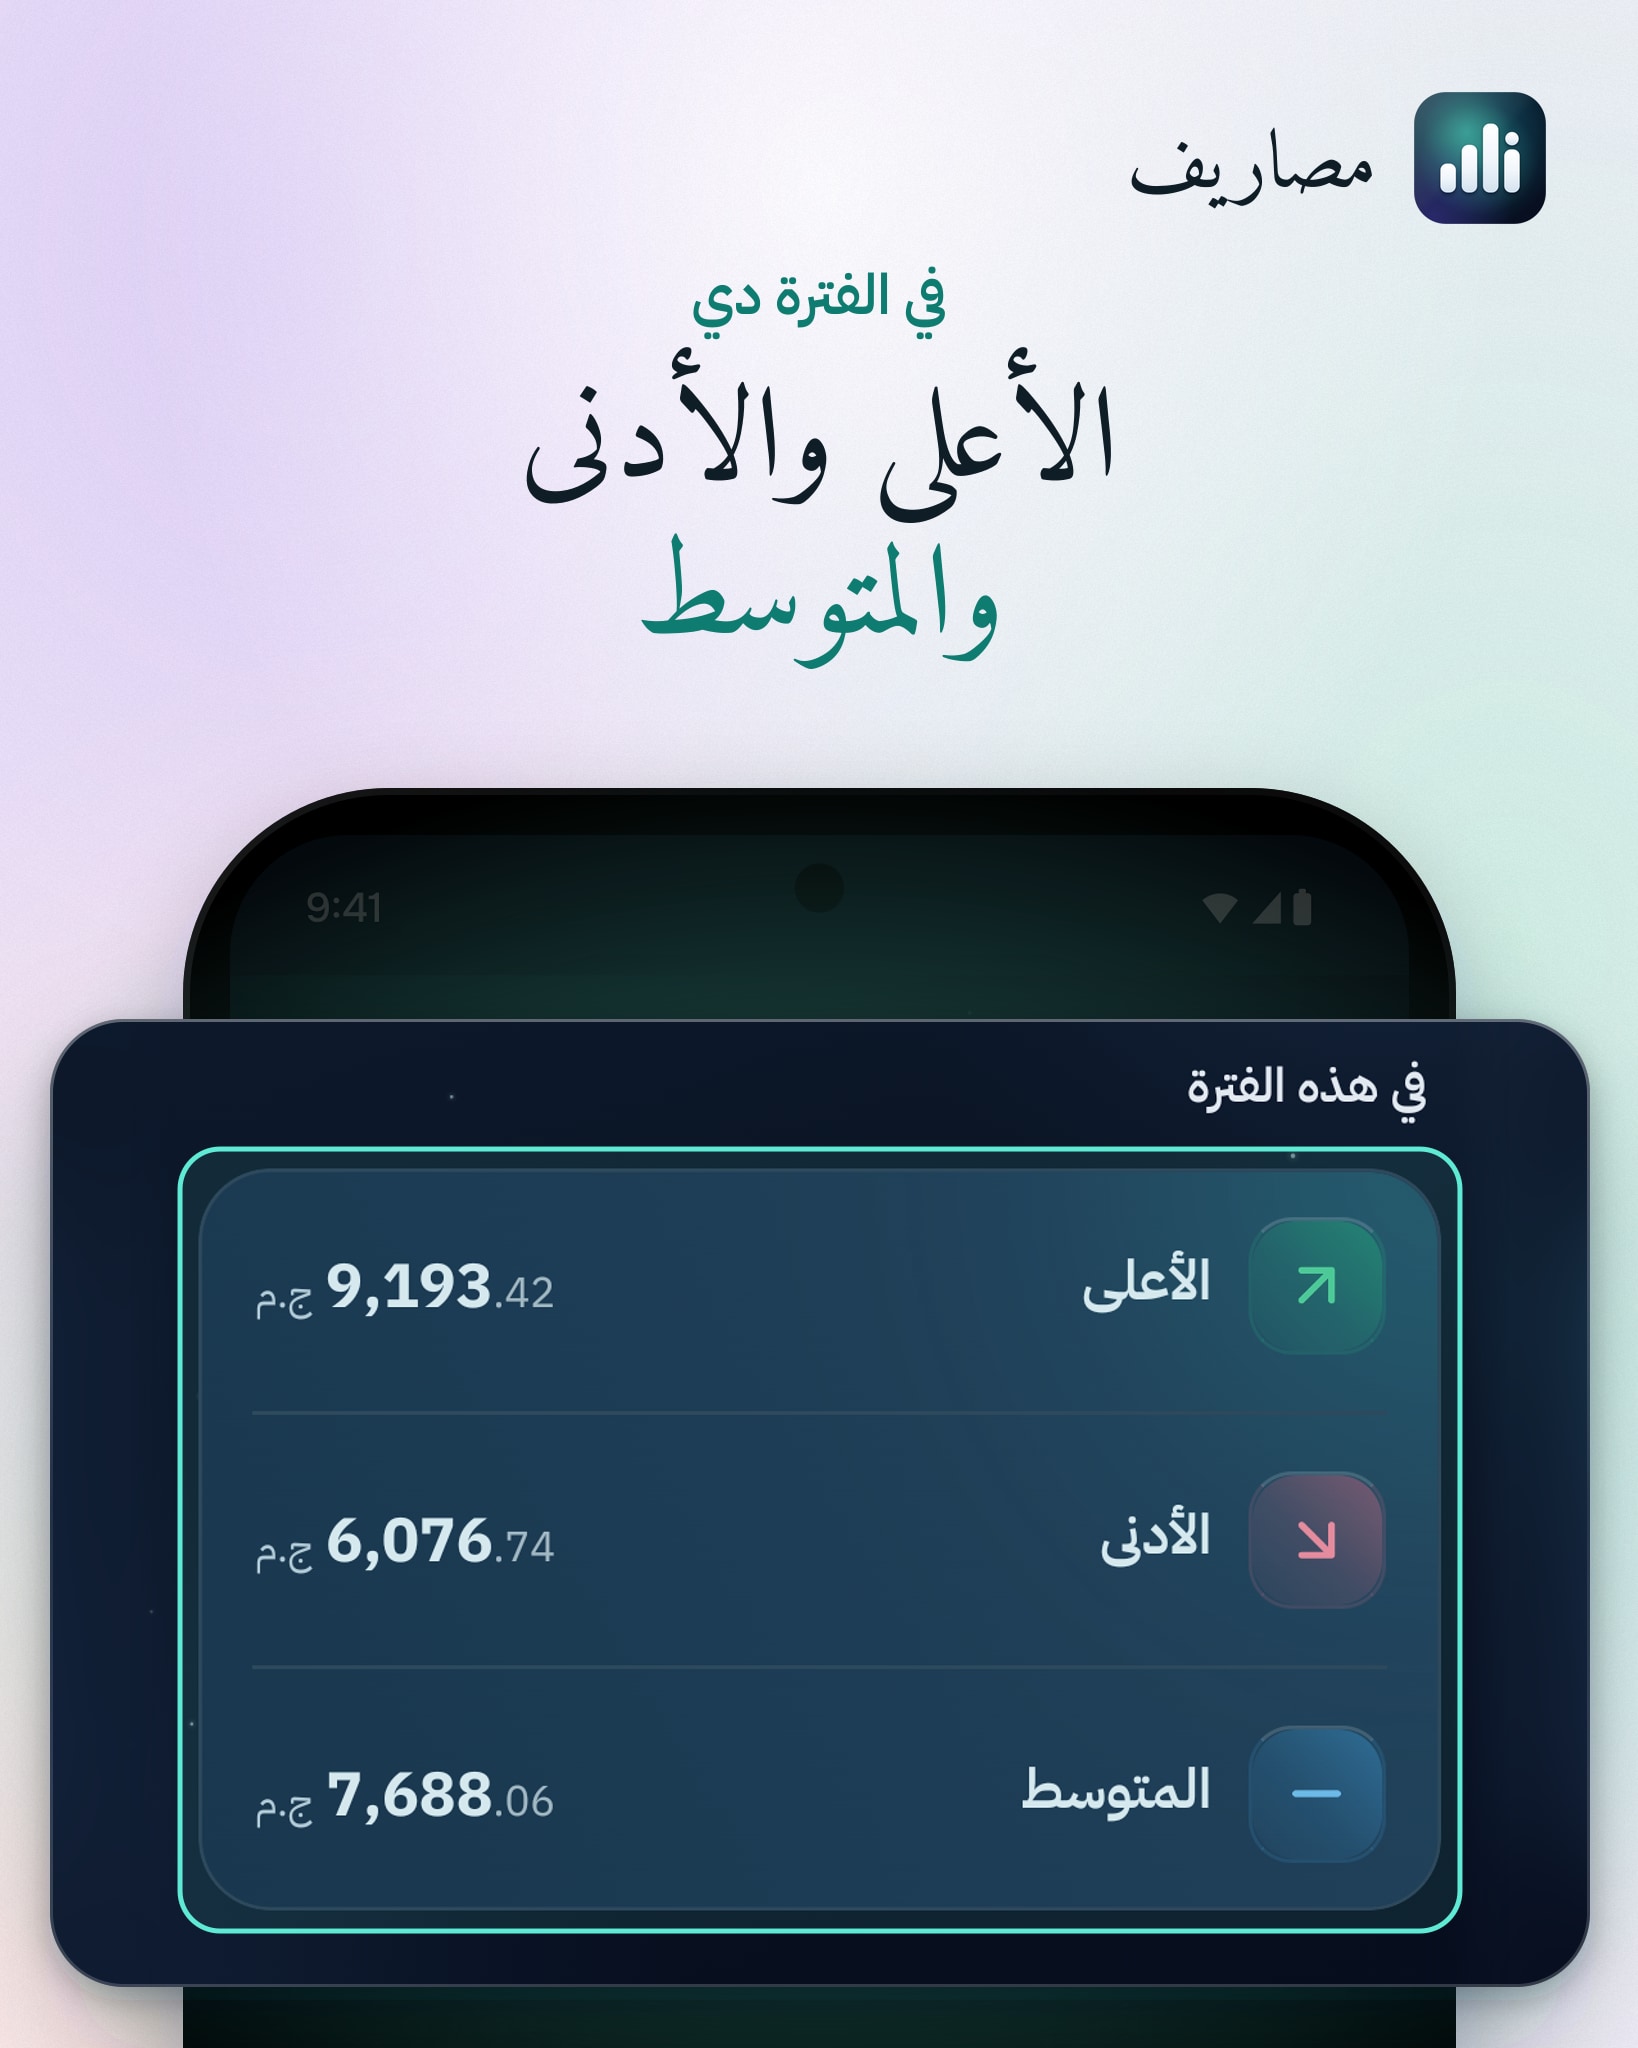 مصاريف
في الفترة دي
الأعلى والأدنى
والمتوسط
9:41
في هذه الفترة
الأعلى 9,193.42 ج.م
الأدنى 6,076.74 ج.م
المتوسط 7,688.06 ج.م